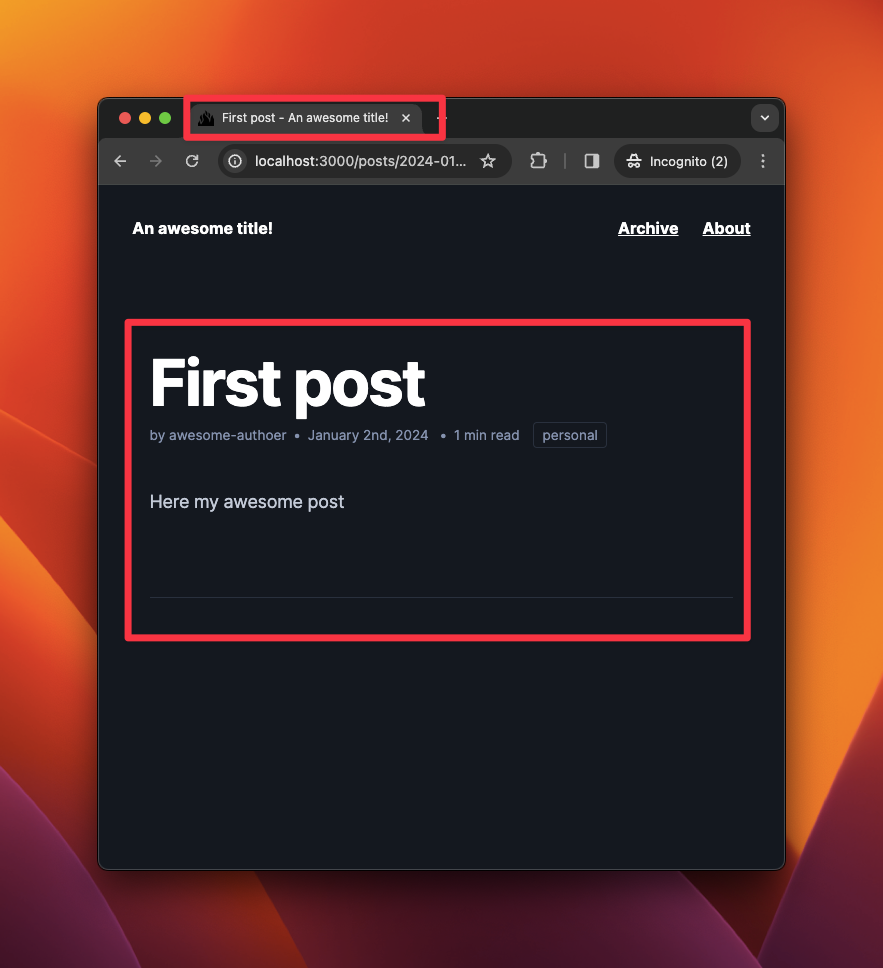 First post - An awesome title!
localhost:3000/posts/2024-01...
Incognito (2)
An awesome title!
Archive
About
First post
by awesome-authoer • January 2nd, 2024 • 1 min read personal
Here my awesome post